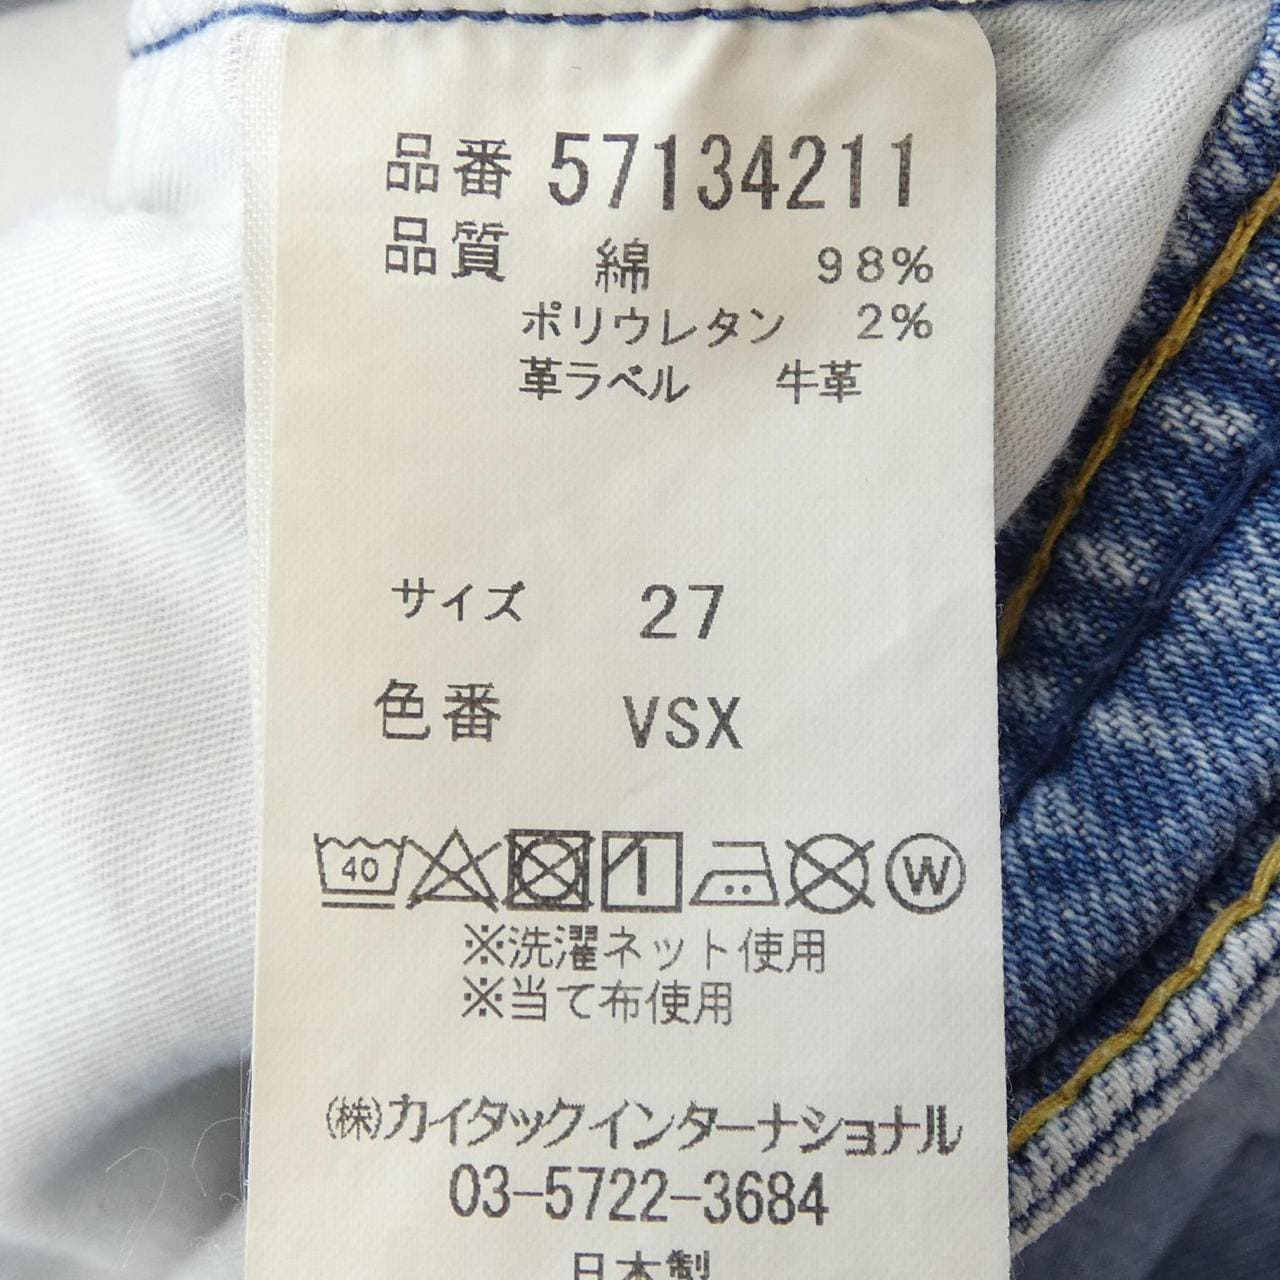 品番 57134211
品質 綿 98%
ポリウレタン 2%
革ラベル 牛革
サイズ 27
色番 VSX
40 W
※洗濯ネット使用
※当て布使用
(株)カイタックインターナショナル
03-5722-3684
日本製